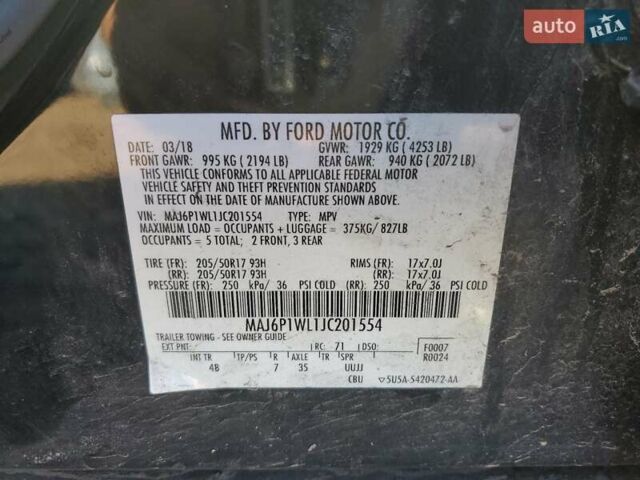 auto RIA.com
MFD. BY FORD MOTOR CO.
DATE: 03/18 GVWR: 1929 KG ( 4253 LB)
FRONT GAWR: 995 KG ( 2194 LB) REAR GAWR: 940 KG ( 2072 LB)
THIS VEHICLE CONFORMS TO ALL APPLICABLE FEDERAL MOTOR
VEHICLE SAFETY AND THEFT PREVENTION STANDARDS
IN EFFECT ON THE DATE OF MANUFACTURE SHOWN ABOVE.
VIN: MAJ6P1WL1JC201554 TYPE: MPV
MAXIMUM LOAD = OCCUPANTS + LUGGAGE = 375KG/ 827LB
OCCUPANTS = 5 TOTAL; 2 FRONT, 3 REAR
TIRE (FR): 205/50R17 93H RIMS (FR): 17x7.0J
(RR): 205/50R17 93H (RR): 17x7.0J
PRESSURE (FR): 250 kPa/ 36 PSI COLD (RR): 250 kPa/ 36 PSI COLD
MAJ6P1WL1JC201554
TRAILER TOWING - SEE OWNER GUIDE
EXT PNT: RC: 71 DSO: F0007
INT TR TP/PS R AXLE TR SPR R0024
4B 7 35 UUJJ
CBU ▽5U5A-5420472-AA